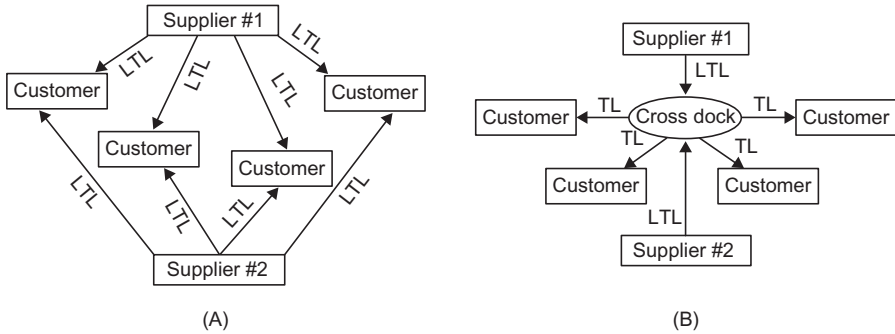 Supplier #1
LTL
LTL
LTL
LTL
Customer
Customer
Customer
Customer
LTL
LTL
LTL
LTL
Supplier #2
(A)
Supplier #1
LTL
Customer
TL
Cross dock
TL
Customer
TL
TL
Customer
Customer
LTL
Supplier #2
(B)